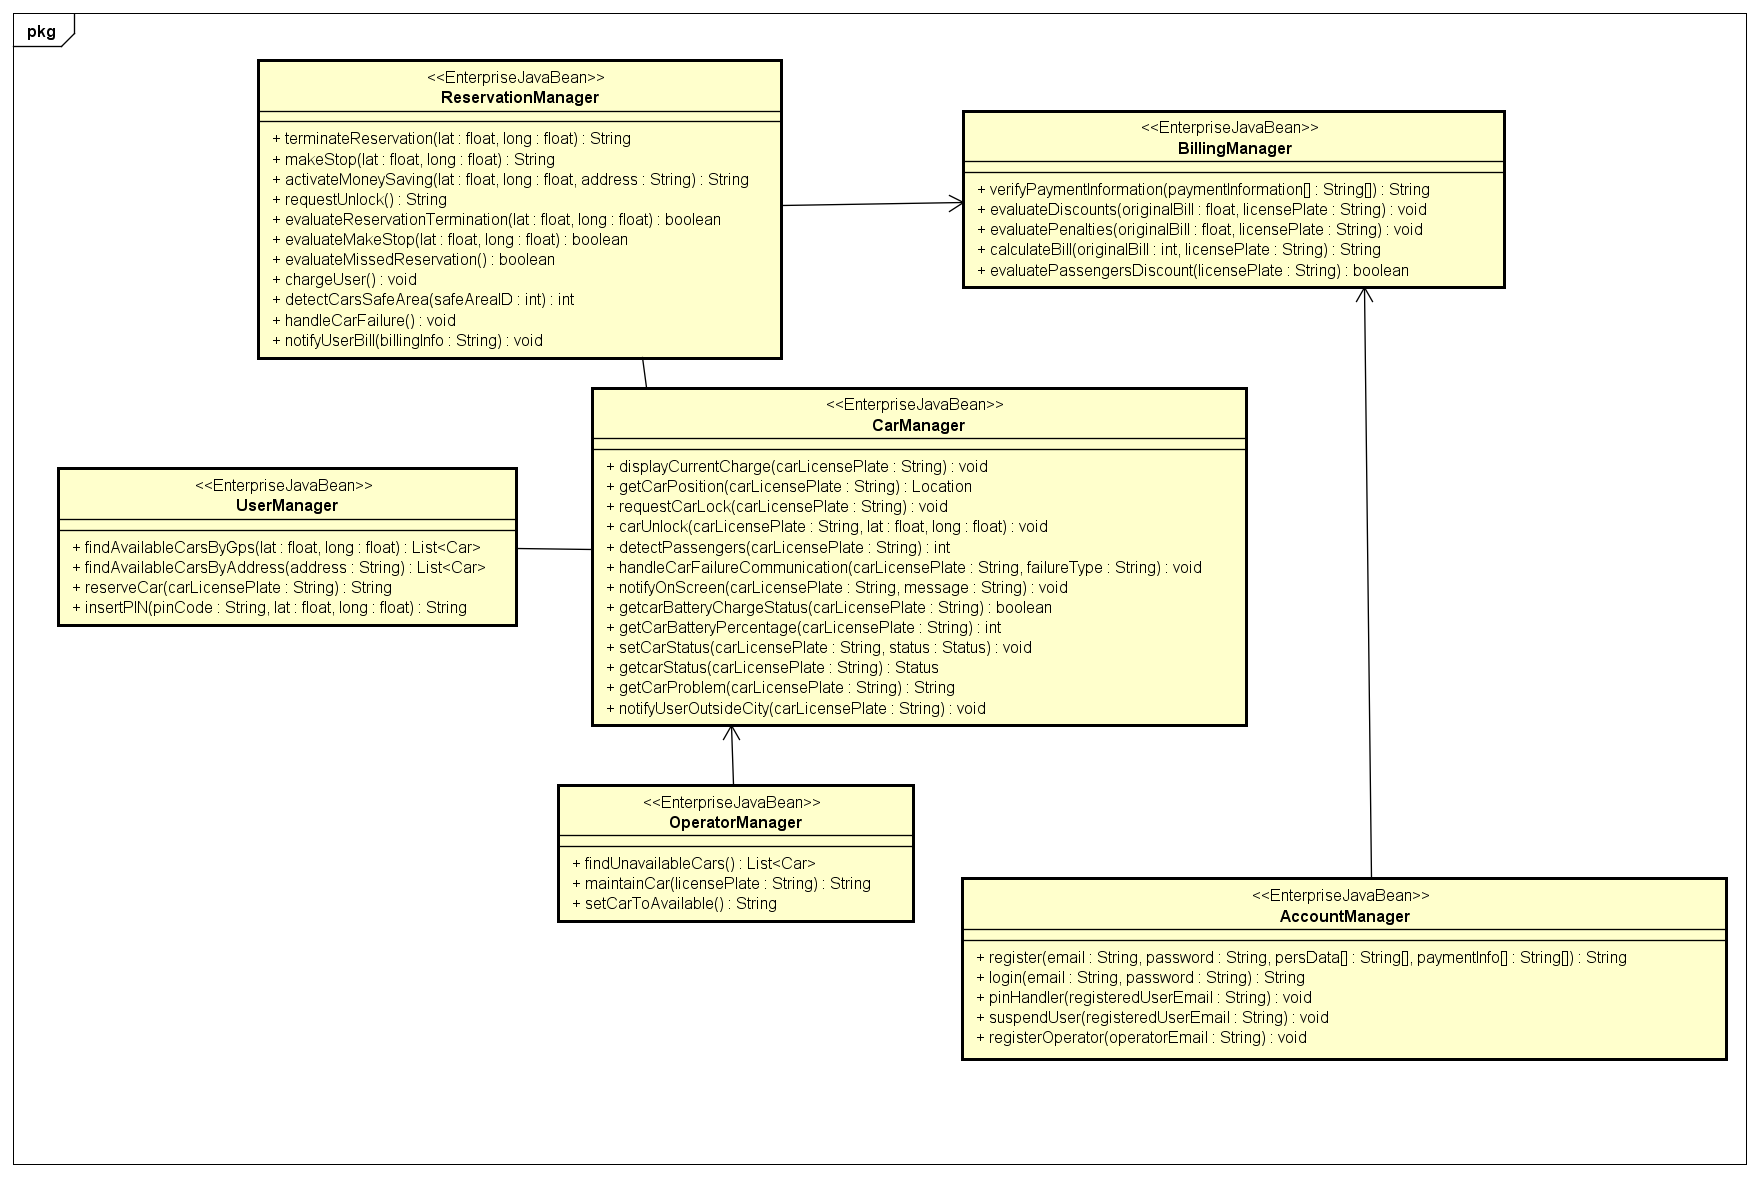 pkg
<<EnterpriseJavaBean>>
ReservationManager
+ terminateReservation(lat : float, long : float) : String
+ makeStop(lat : float, long : float) : String
+ activateMoneySaving(lat : float, long : float, address : String) : String
+ requestUnlock() : String
+ evaluateReservationTermination(lat : float, long : float) : boolean
+ evaluateMakeStop(lat : float, long : float) : boolean
+ evaluateMissedReservation() : boolean
+ chargeUser() : void
+ detectCarsSafeArea(safeAreaID : int) : int
+ handleCarFailure() : void
+ notifyUserBill(billingInfo : String) : void
<<EnterpriseJavaBean>>
BillingManager
+ verifyPaymentInformation(paymentInformation[] : String[]) : String
+ evaluateDiscounts(originalBill : float, licensePlate : String) : void
+ evaluatePenalties(originalBill : float, licensePlate : String) : void
+ calculateBill(originalBill : int, licensePlate : String) : String
+ evaluatePassengersDiscount(licensePlate : String) : boolean
<<EnterpriseJavaBean>>
CarManager
+ displayCurrentCharge(carLicensePlate : String) : void
+ getCarPosition(carLicensePlate : String) : Location
+ requestCarLock(carLicensePlate : String) : void
+ carUnlock(carLicensePlate : String, lat : float, long : float) : void
+ detectPassengers(carLicensePlate : String) : int
+ handleCarFailureCommunication(carLicensePlate : String, failureType : String) : void
+ notifyOnScreen(carLicensePlate : String, message : String) : void
+ getcarBatteryChargeStatus(carLicensePlate : String) : boolean
+ getCarBatteryPercentage(carLicensePlate : String) : int
+ setCarStatus(carLicensePlate : String, status : Status) : void
+ getcarStatus(carLicensePlate : String) : Status
+ getCarProblem(carLicensePlate : String) : String
+ notifyUserOutsideCity(carLicensePlate : String) : void
<<EnterpriseJavaBean>>
UserManager
+ findAvailableCarsByGps(lat : float, long : float) : List<Car>
+ findAvailableCarsByAddress(address : String) : List<Car>
+ reserveCar(carLicensePlate : String) : String
+ insertPIN(pinCode : String, lat : float, long : float) : String
<<EnterpriseJavaBean>>
OperatorManager
+ findUnavailableCars() : List<Car>
+ maintainCar(licensePlate : String) : String
+ setCarToAvailable() : String
<<EnterpriseJavaBean>>
AccountManager
+ register(email : String, password : String, persData[] : String[], paymentInfo[] : String[]) : String
+ login(email : String, password : String) : String
+ pinHandler(registeredUserEmail : String) : void
+ suspendUser(registeredUserEmail : String) : void
+ registerOperator(operatorEmail : String) : void